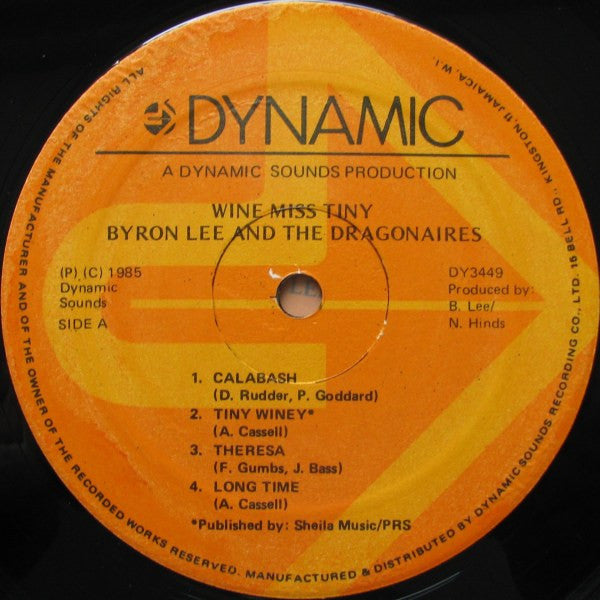 DYNAMIC
A DYNAMIC SOUNDS PRODUCTION
WINE MISS TINY
BYRON LEE AND THE DRAGONAIRES
(P) (C) 1985
Dynamic
Sounds
SIDE A
DY3449
Produced by:
B. Lee/
N. Hinds
1. CALABASH
(D. Rudder, P. Goddard)
2. TINY WINEY*
(A. Cassell)
3. THERESA
(F. Gumbs, J. Bass)
4. LONG TIME
(A. Cassell)
*Published by: Sheila Music/PRS
ALL RIGHTS OF THE MANUFACTURER AND OF THE OWNER OF THE RECORDED WORKS RESERVED. MANUFACTURED & DISTRIBUTED BY DYNAMIC SOUNDS RECORDING CO., LTD. 15 BELL RD., KINGSTON 11 JAMAICA, W.I.